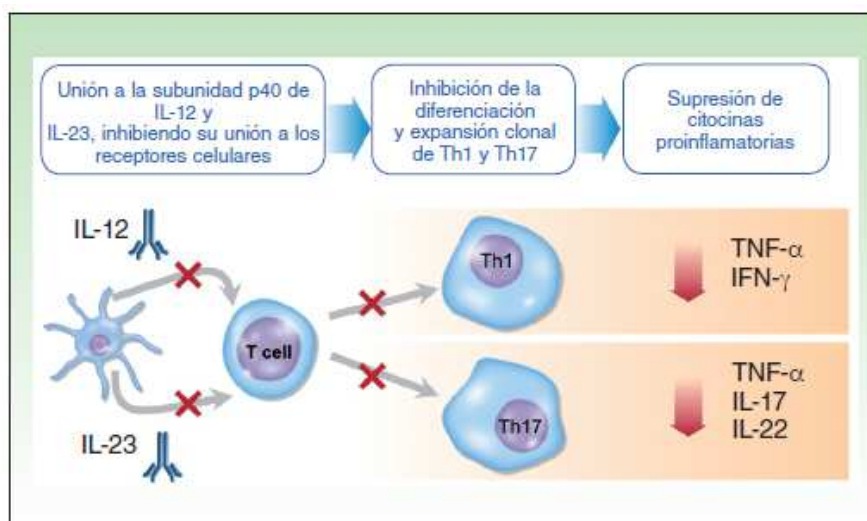 Unión a la subunidad p40 de
IL-12 y
IL-23, inhibiendo su unión a los
receptores celulares
Inhibición de la
diferenciación
y expansión clonal
de Th1 y Th17
Supresión de
citocinas
proinflamatorias
IL-12
T cell
IL-23
Th1
TNF-α
IFN-γ
Th17
TNF-α
IL-17
IL-22